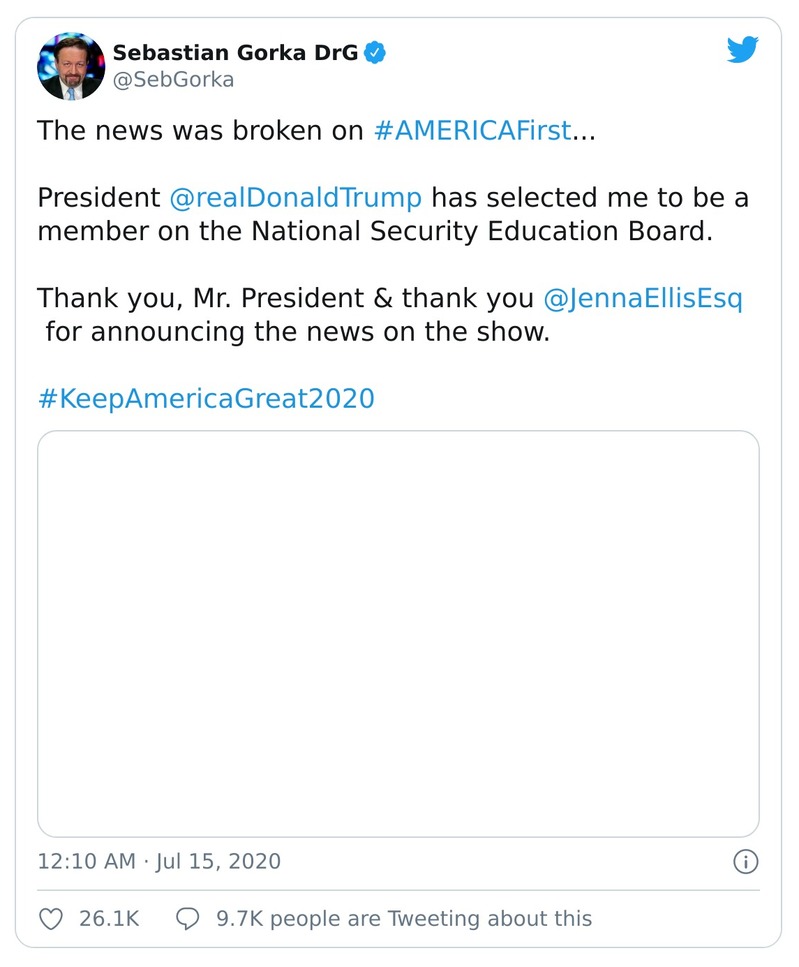 Sebastian Gorka DrG
@SebGorka
The news was broken on #AMERICAFirst...
President @realDonaldTrump has selected me to be a
member on the National Security Education Board.
Thank you, Mr. President & thank you @JennaEllisEsq
for announcing the news on the show.
#KeepAmericaGreat2020
12:10 AM · Jul 15, 2020
26.1K
9.7K people are Tweeting about this